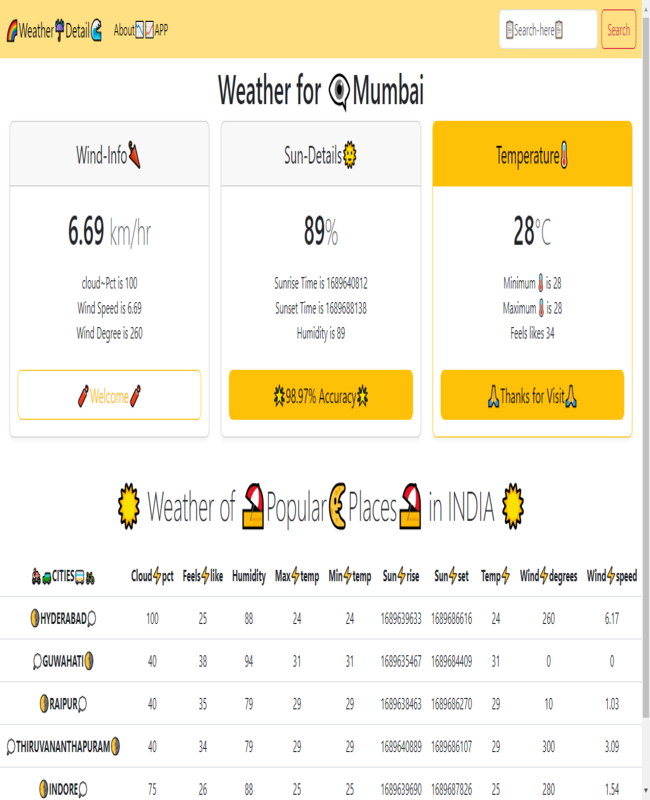 Weather Detail About APP Search-here Search
Weather for Mumbai
Wind-Info
6.69 km/hr
cloud~Pct is 100
Wind Speed is 6.69
Wind Degree is 260
Welcome
Sun-Details
89%
Sunrise Time is 1689640812
Sunset Time is 1689688138
Humidity is 89
98.97% Accuracy
Temperature
28°C
Minimum is 28
Maximum is 28
Feels likes 34
Thanks for Visit
Weather of Popular Places in INDIA
CITIES Cloud pct Feels like Humidity Max temp Min temp Sun rise Sun set Temp Wind degrees Wind speed
HYDERABAD 100 25 88 24 24 1689639633 1689686616 24 260 6.17
GUWAHATI 40 38 94 31 31 1689635467 1689684409 31 0 0
RAIPUR 40 35 79 29 29 1689638463 1689686270 29 10 1.03
THIRUVANANTHAPURAM 40 34 79 29 29 1689640889 1689686107 29 300 3.09
INDORE 75 26 88 25 25 1689639690 1689687826 25 280 1.54